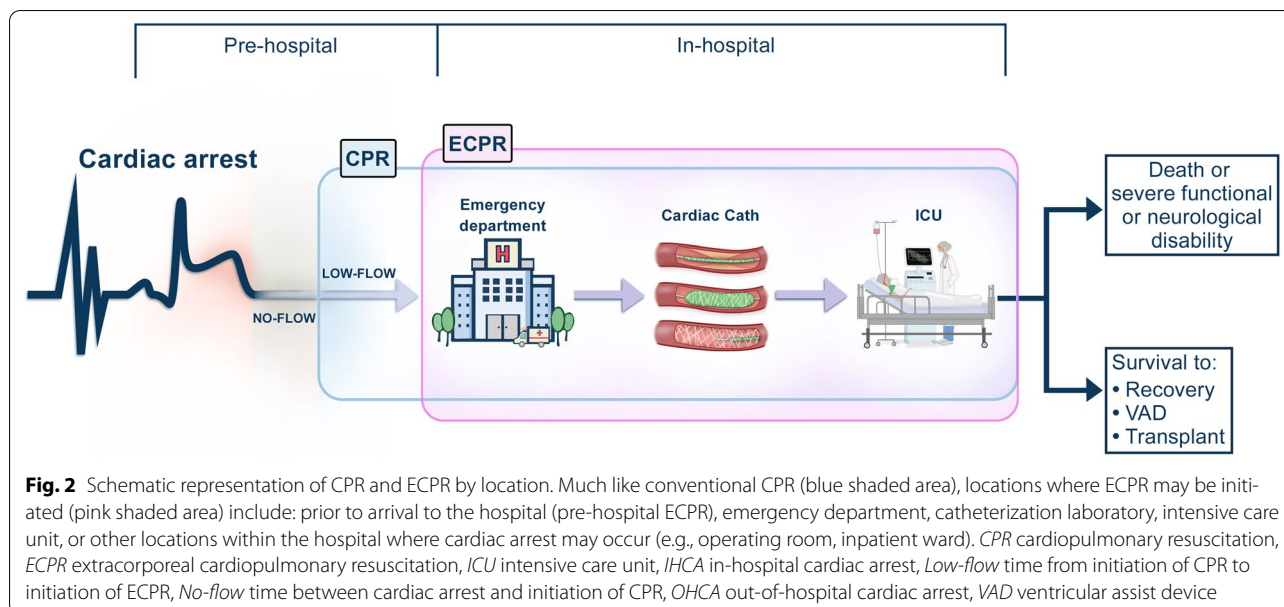 Pre-hospital
In-hospital
Cardiac arrest
CPR
ECPR
Emergency
department
H
Cardiac Cath
ICU
LOW-FLOW
NO-FLOW
Death or
severe functional
or neurological
disability
Survival to:
• Recovery
• VAD
• Transplant
Fig. 2 Schematic representation of CPR and ECPR by location. Much like conventional CPR (blue shaded area), locations where ECPR may be initi-
ated (pink shaded area) include: prior to arrival to the hospital (pre-hospital ECPR), emergency department, catheterization laboratory, intensive care
unit, or other locations within the hospital where cardiac arrest may occur (e.g., operating room, inpatient ward). CPR cardiopulmonary resuscitation,
ECPR extracorporeal cardiopulmonary resuscitation, ICU intensive care unit, IHCA in-hospital cardiac arrest, Low-flow time from initiation of CPR to
initiation of ECPR, No-flow time between cardiac arrest and initiation of CPR, OHCA out-of-hospital cardiac arrest, VAD ventricular assist device